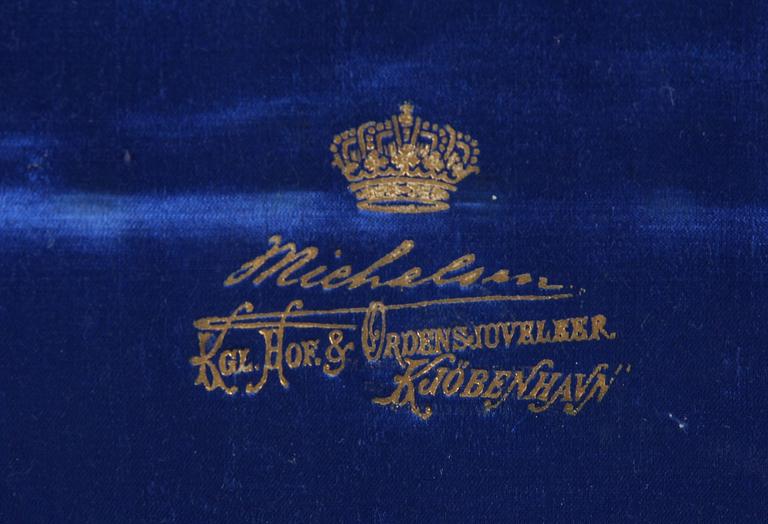 Michelsen
Kgl. Hof. & Ordensjuveleer.
Kjöbenhavn"